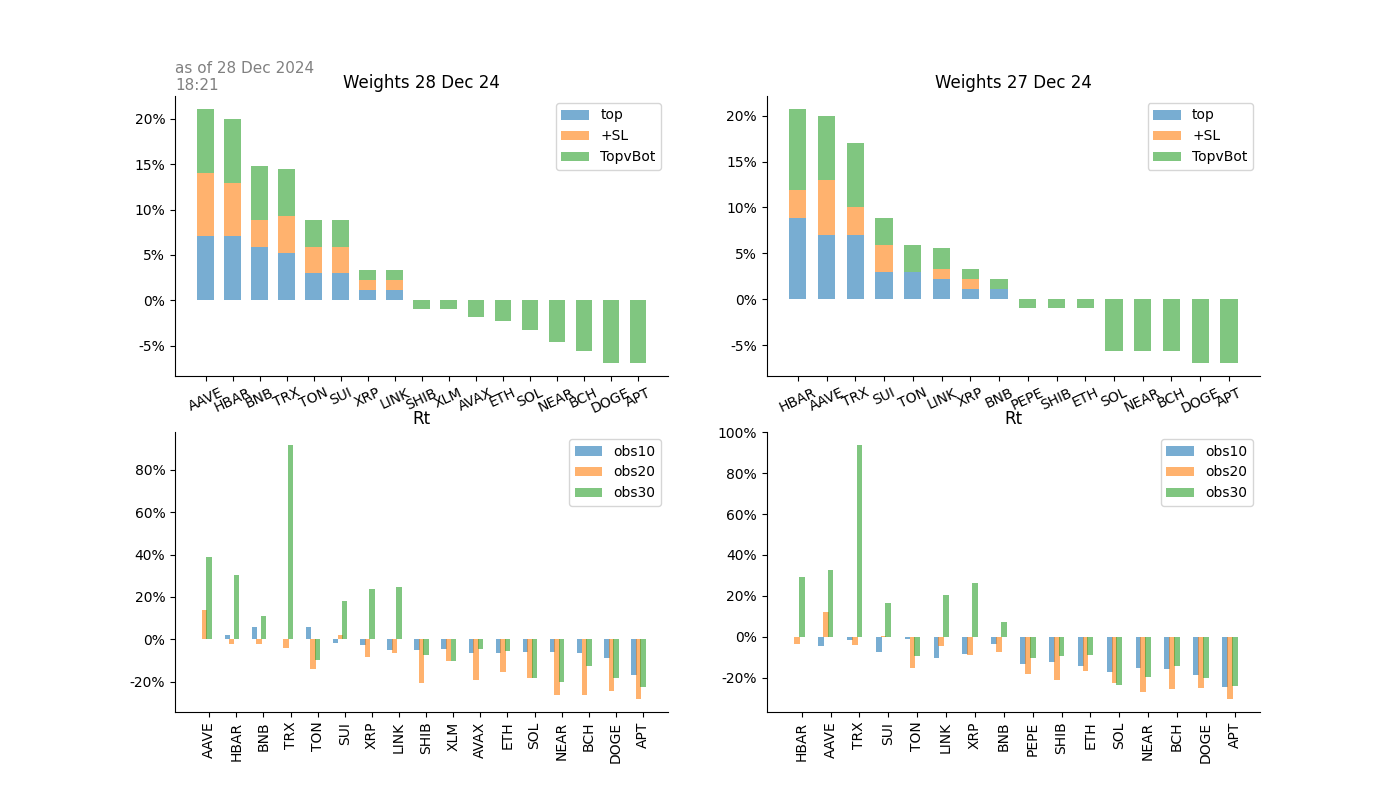 as of 28 Dec 2024
18:21
Weights 28 Dec 24
20%
15%
10%
5%
0%
-5%
top
+SL
TopvBot
AAVE HBAR BNB TRX TON SUI XRP LINK SHIB XLM AVAX ETH SOL NEAR BCH DOGE APT
Weights 27 Dec 24
20%
15%
10%
5%
0%
-5%
top
+SL
TopvBot
HBAR AAVE TRX SUI TON LINK XRP BNB PEPE SHIB ETH SOL NEAR BCH DOGE APT
Rt
80%
60%
40%
20%
0%
-20%
obs10
obs20
obs30
AAVE HBAR BNB TRX TON SUI XRP LINK SHIB XLM AVAX ETH SOL NEAR BCH DOGE APT
Rt
100%
80%
60%
40%
20%
0%
-20%
obs10
obs20
obs30
HBAR AAVE TRX SUI TON LINK XRP BNB PEPE SHIB ETH SOL NEAR BCH DOGE APT